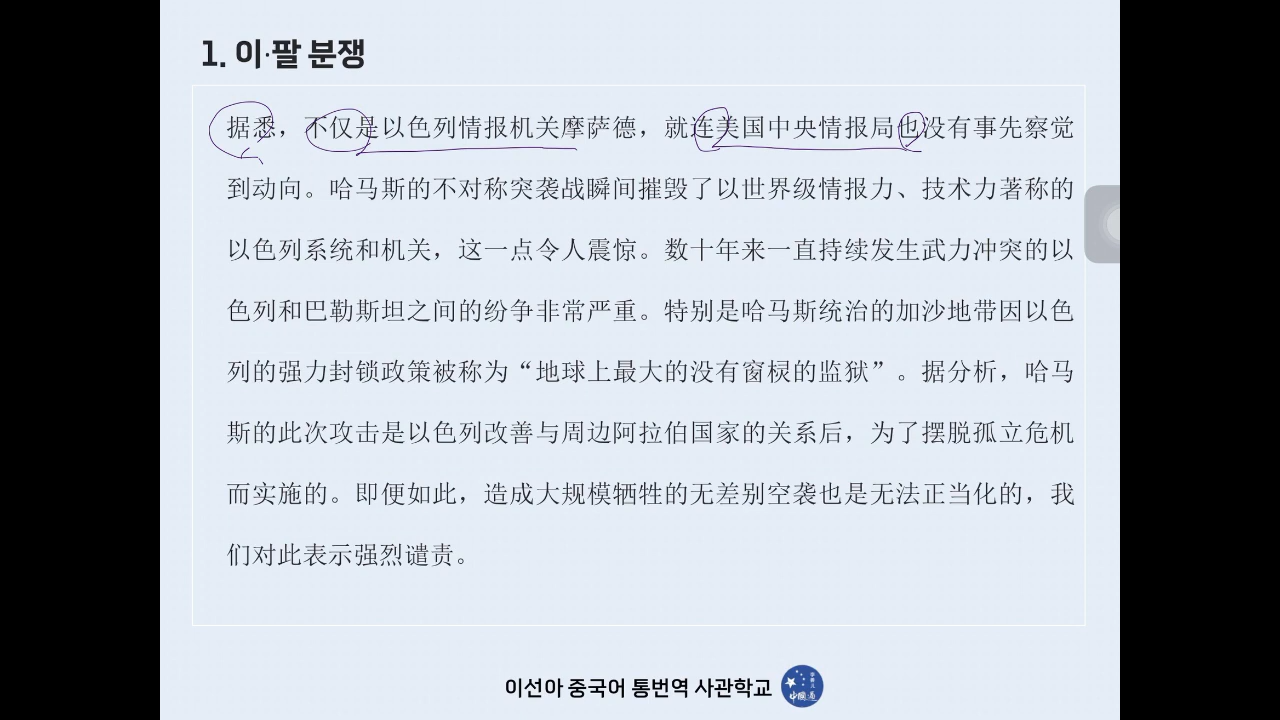 1. 이·팔 분쟁
据悉，不仅是以色列情报机关摩萨德，就连美国中央情报局也没有事先察觉
到动向。哈马斯的不对称突袭战瞬间摧毁了以世界级情报力、技术力著称的
以色列系统和机关，这一点令人震惊。数十年来一直持续发生武力冲突的以
色列和巴勒斯坦之间的纷争非常严重。特别是哈马斯统治的加沙地带因以色
列的强力封锁政策被称为“地球上最大的没有窗棂的监狱”。据分析，哈马
斯的此次攻击是以色列改善与周边阿拉伯国家的关系后，为了摆脱孤立危机
而实施的。即便如此，造成大规模牺牲的无差别空袭也是无法正当化的，我
们对此表示强烈谴责。
이선아 중국어 통번역 사관학교